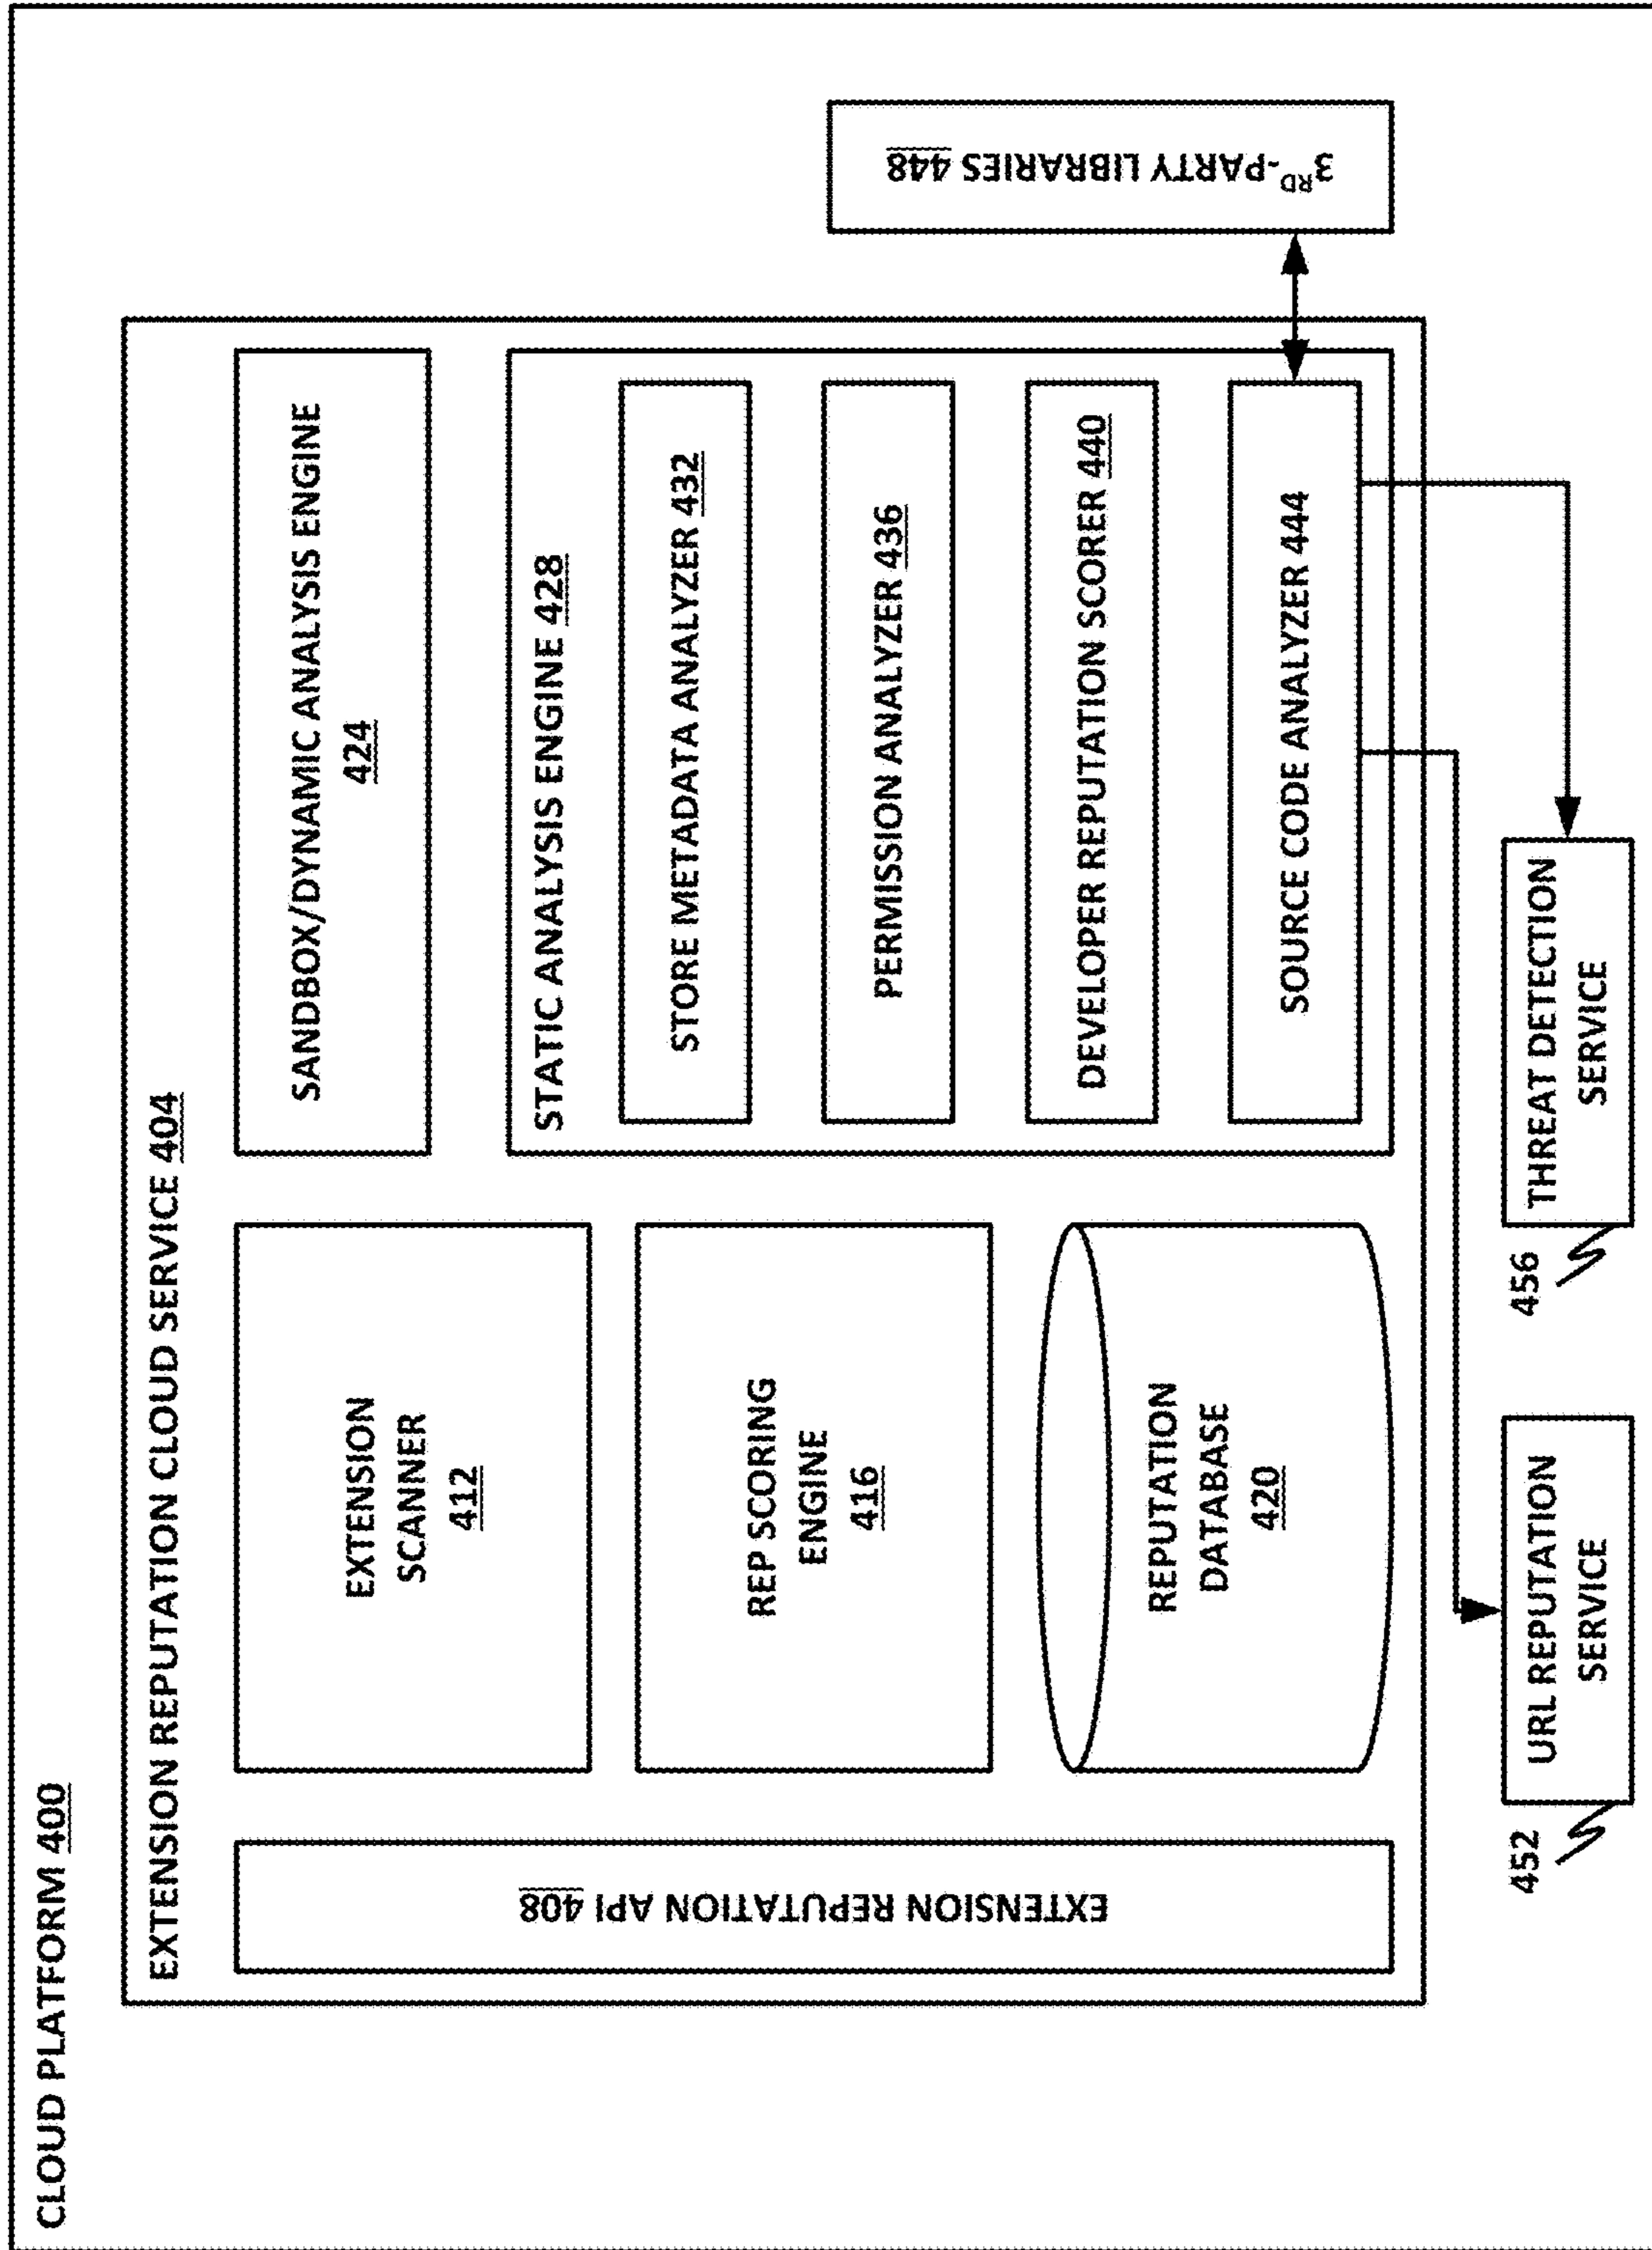 CLOUD PLATFORM 400
EXTENSION REPUTATION CLOUD SERVICE 404
EXTENSION REPUTATION API 408
EXTENSION
SCANNER
412
REP SCORING
ENGINE
416
REPUTATION
DATABASE
420
SANDBOX/DYNAMIC ANALYSIS ENGINE
424
STATIC ANALYSIS ENGINE 428
STORE METADATA ANALYZER 432
PERMISSION ANALYZER 436
DEVELOPER REPUTATION SCORER 440
SOURCE CODE ANALYZER 444
3RD-PARTY LIBRARIES 448
452
URL REPUTATION
SERVICE
456
THREAT DETECTION
SERVICE